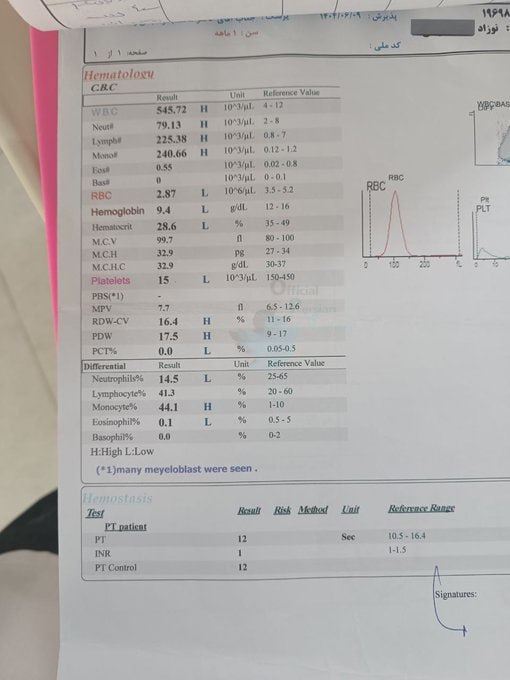 ۱۹۶۹۸
پذیرش: ۱۴۰۴/۰۶/۰۹
: نوزاد
سن : ۱ ماهه
کد ملی :
صفحه: ۱ از ۱
Hematology
C.B.C
Result Unit Reference Value
WBC 545.72 H 10^3/µL 4 - 12
Neut# 79.13 H 10^3/µL 2 - 8
Lymph# 225.38 H 10^3/µL 0.8 - 7
Mono# 240.66 H 10^3/µL 0.12 - 1.2
Eos# 0.55 10^3/µL 0.02 - 0.8
Bas# 0 10^3/µL 0 - 0.1
RBC 2.87 L 10^6/µL 3.5 - 5.2
Hemoglobin 9.4 L g/dL 12 - 16
Hematocrit 28.6 L % 35 - 49
M.C.V 99.7 fl 80 - 100
M.C.H 32.9 pg 27 - 34
M.C.H.C 32.9 g/dL 30-37
Platelets 15 L 10^3/µL 150-450
PBS(*1) -
MPV 7.7 fl 6.5 - 12.6
RDW-CV 16.4 H % 11 - 16
PDW 17.5 H % 9 - 17
PCT% 0.0 L % 0.05-0.5
Differential Result Unit Reference Value
Neutrophils% 14.5 L % 25-65
Lymphocyte% 41.3 % 20 - 60
Monocyte% 44.1 H % 1-10
Eosinophil% 0.1 L % 0.5 - 5
Basophil% 0.0 % 0-2
H:High L:Low
(*1)many meyeloblast were seen .
Official
RBC
RBC
0 100 200 fL
Plt
PLT
0
Hemostasis
Test Result Risk Method Unit Reference Range
PT patient
PT 12 Sec 10.5 - 16.4
INR 1 1-1.5
PT Control 12
Signatures: